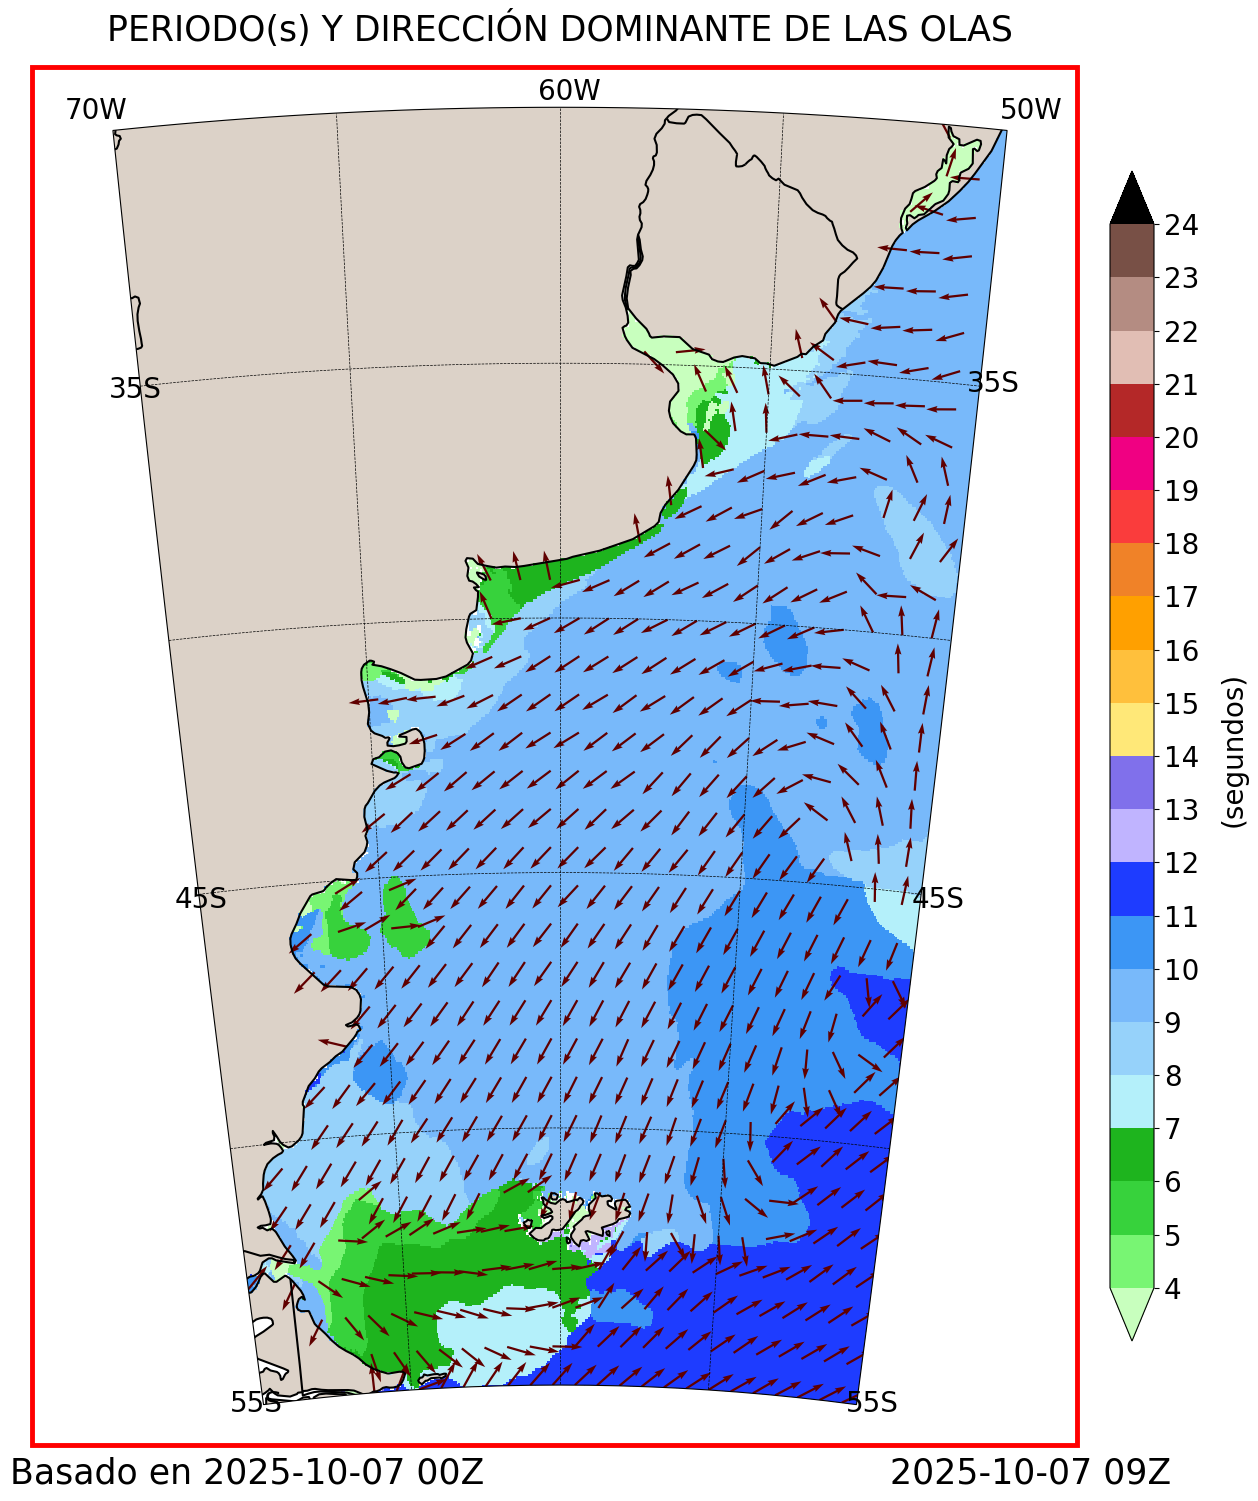 PERIODO(s) Y DIRECCIÓN DOMINANTE DE LAS OLAS
70W
60W
50W
35S
35S
45S
45S
55S
55S
24
23
22
21
20
19
18
17
16
15
14
13
12
11
10
9
8
7
6
5
4
(segundos)
Basado en 2025-10-07 00Z
2025-10-07 09Z